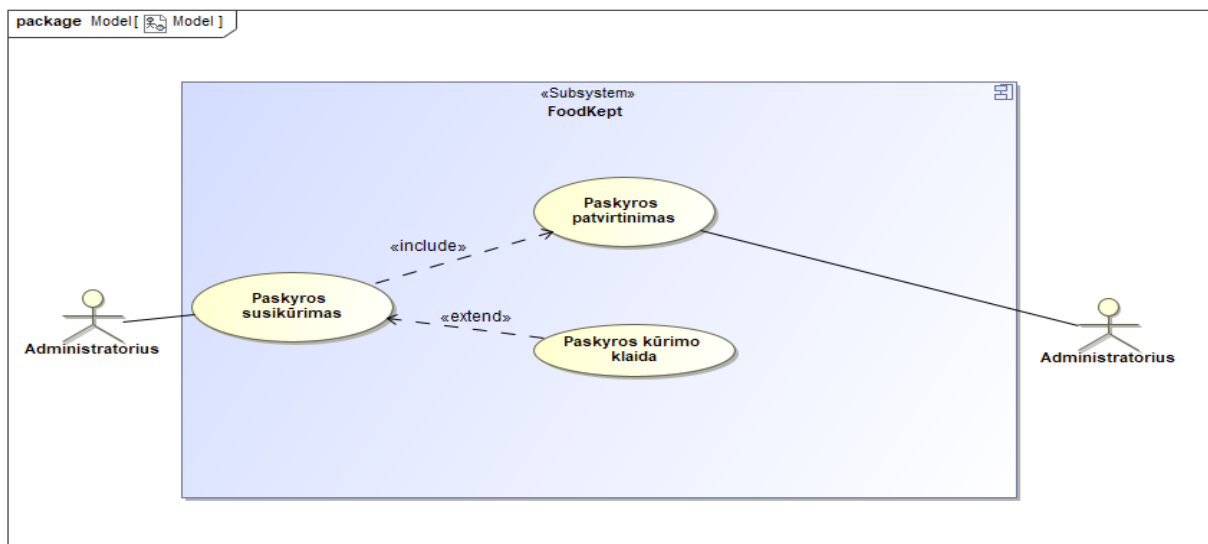 package Model [ Model ]
«Subsystem»
FoodKept
Paskyros
patvirtinimas
«include»
Paskyros
susikūrimas
«extend»
Paskyros kūrimo
klaida
Administratorius
Administratorius